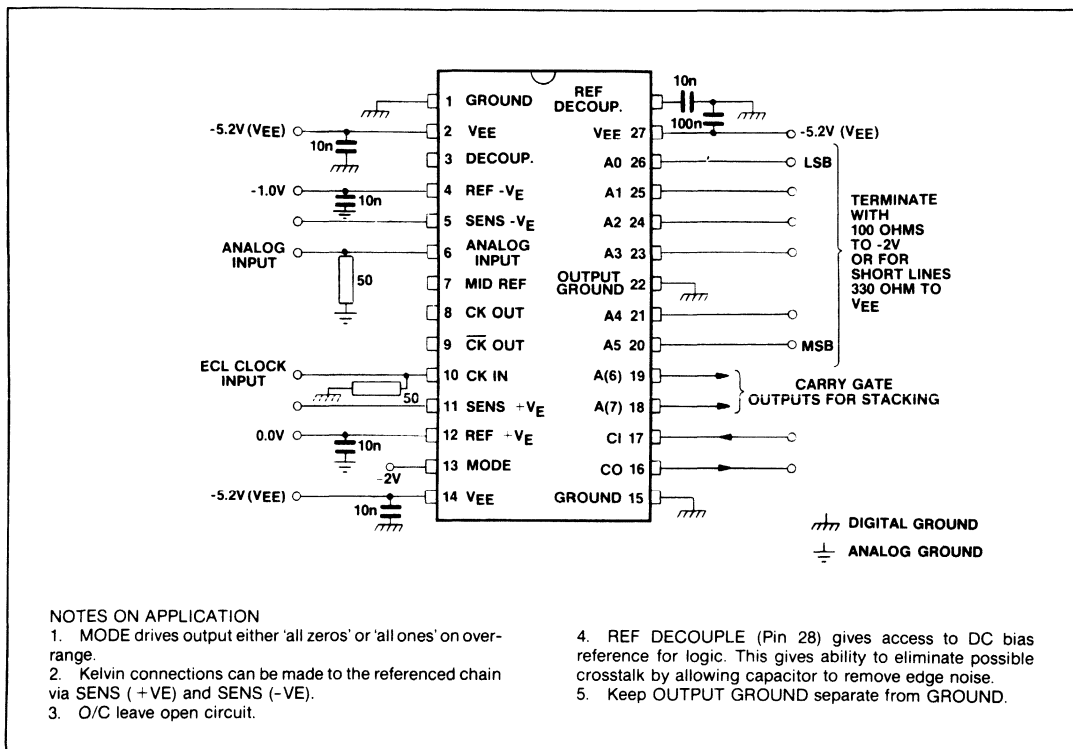 1 GROUND
-5.2V (VEE)
10n
2 VEE
3 DECOUP.
-1.0V
10n
4 REF -VE
5 SENS -VE
ANALOG
INPUT
50
6 ANALOG
INPUT
7 MID REF
8 CK OUT
9 CK OUT
ECL CLOCK
INPUT
50
10 CK IN
11 SENS +VE
0.0V
10n
12 REF +VE
-2V
13 MODE
-5.2V (VEE)
10n
14 VEE
REF
DECOUP.
10n
100n
VEE 27
-5.2V (VEE)
A0 26
LSB
A1 25
A2 24
A3 23
OUTPUT
GROUND 22
A4 21
A5 20
MSB
TERMINATE
WITH
100 OHMS
TO -2V
OR FOR
SHORT LINES
330 OHM TO
VEE
A(6) 19
A(7) 18
CARRY GATE
OUTPUTS FOR STACKING
CI 17
CO 16
GROUND 15
DIGITAL GROUND
ANALOG GROUND
NOTES ON APPLICATION
1. MODE drives output either 'all zeros' or 'all ones' on over-
range.
2. Kelvin connections can be made to the referenced chain
via SENS (+VE) and SENS (-VE).
3. O/C leave open circuit.
4. REF DECOUPLE (Pin 28) gives access to DC bias
reference for logic. This gives ability to eliminate possible
crosstalk by allowing capacitor to remove edge noise.
5. Keep OUTPUT GROUND separate from GROUND.